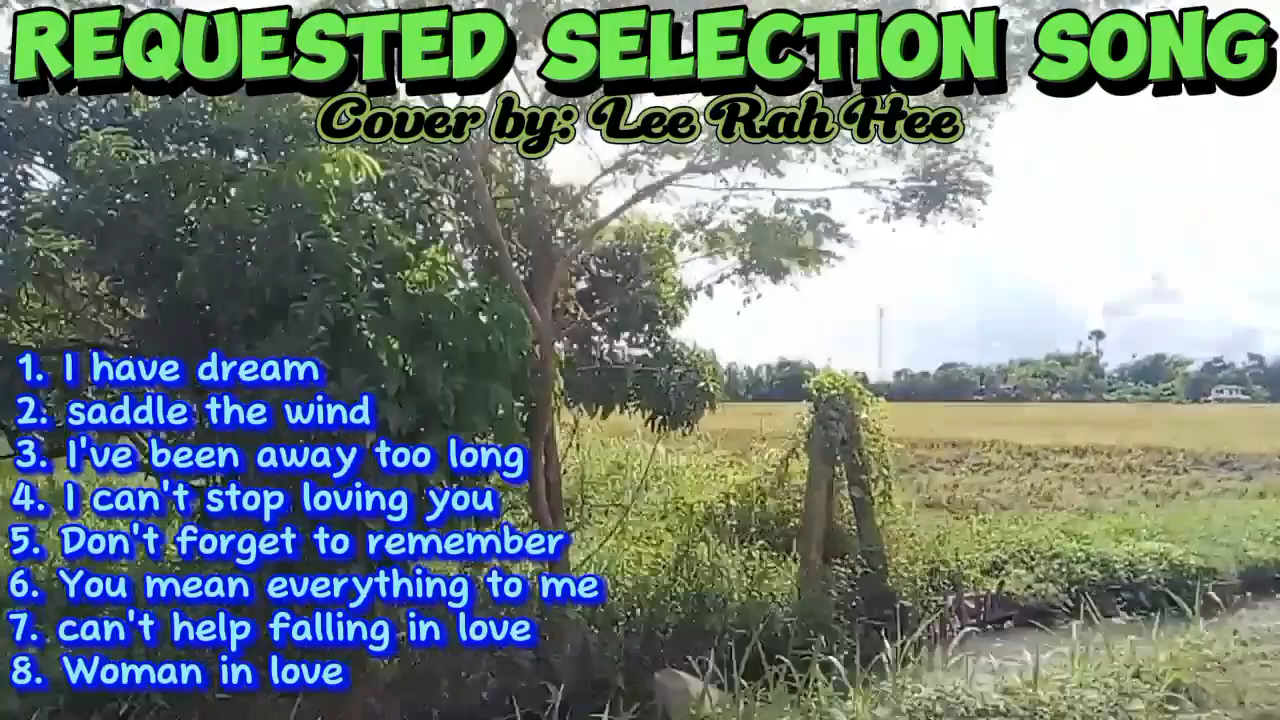 REQUESTED SELECTION SONG
Cover by: Lee Rah Hee
1. I have dream
2. saddle the wind
3. I've been away too long
4. I can't stop loving you
5. Don't forget to remember
6. You mean everything to me
7. can't help falling in love
8. Woman in love